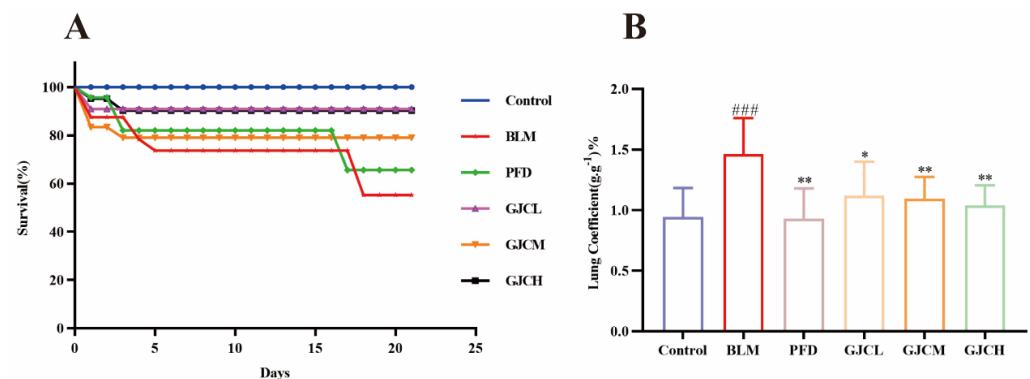 A
Survival(%)
100
80
60
40
20
0
0
5
10
15
20
25
Days
Control
BLM
PFD
GJCL
GJCM
GJCH
B
Lung Coefficient(g.g-1)%
2.0
1.5
1.0
0.5
0.0
###
**
*
**
**
Control
BLM
PFD
GJCL
GJCM
GJCH